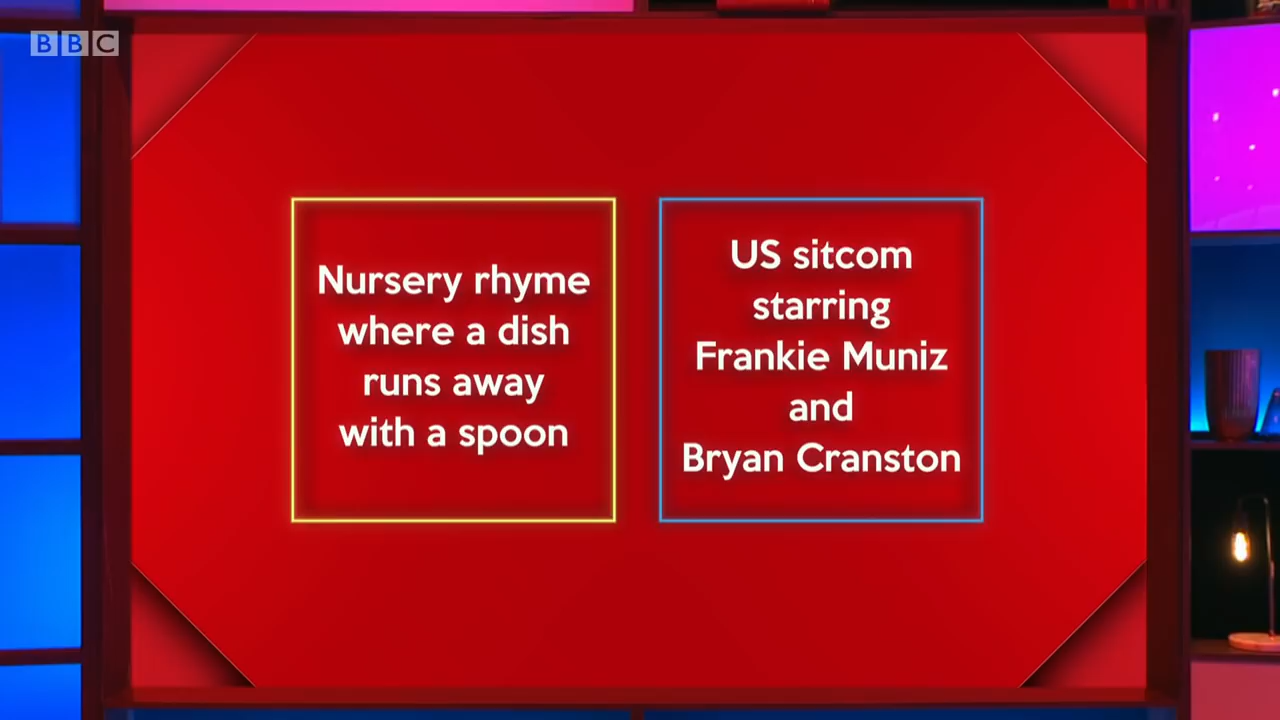 BBC
Nursery rhyme
where a dish
runs away
with a spoon
US sitcom
starring
Frankie Muniz
and
Bryan Cranston